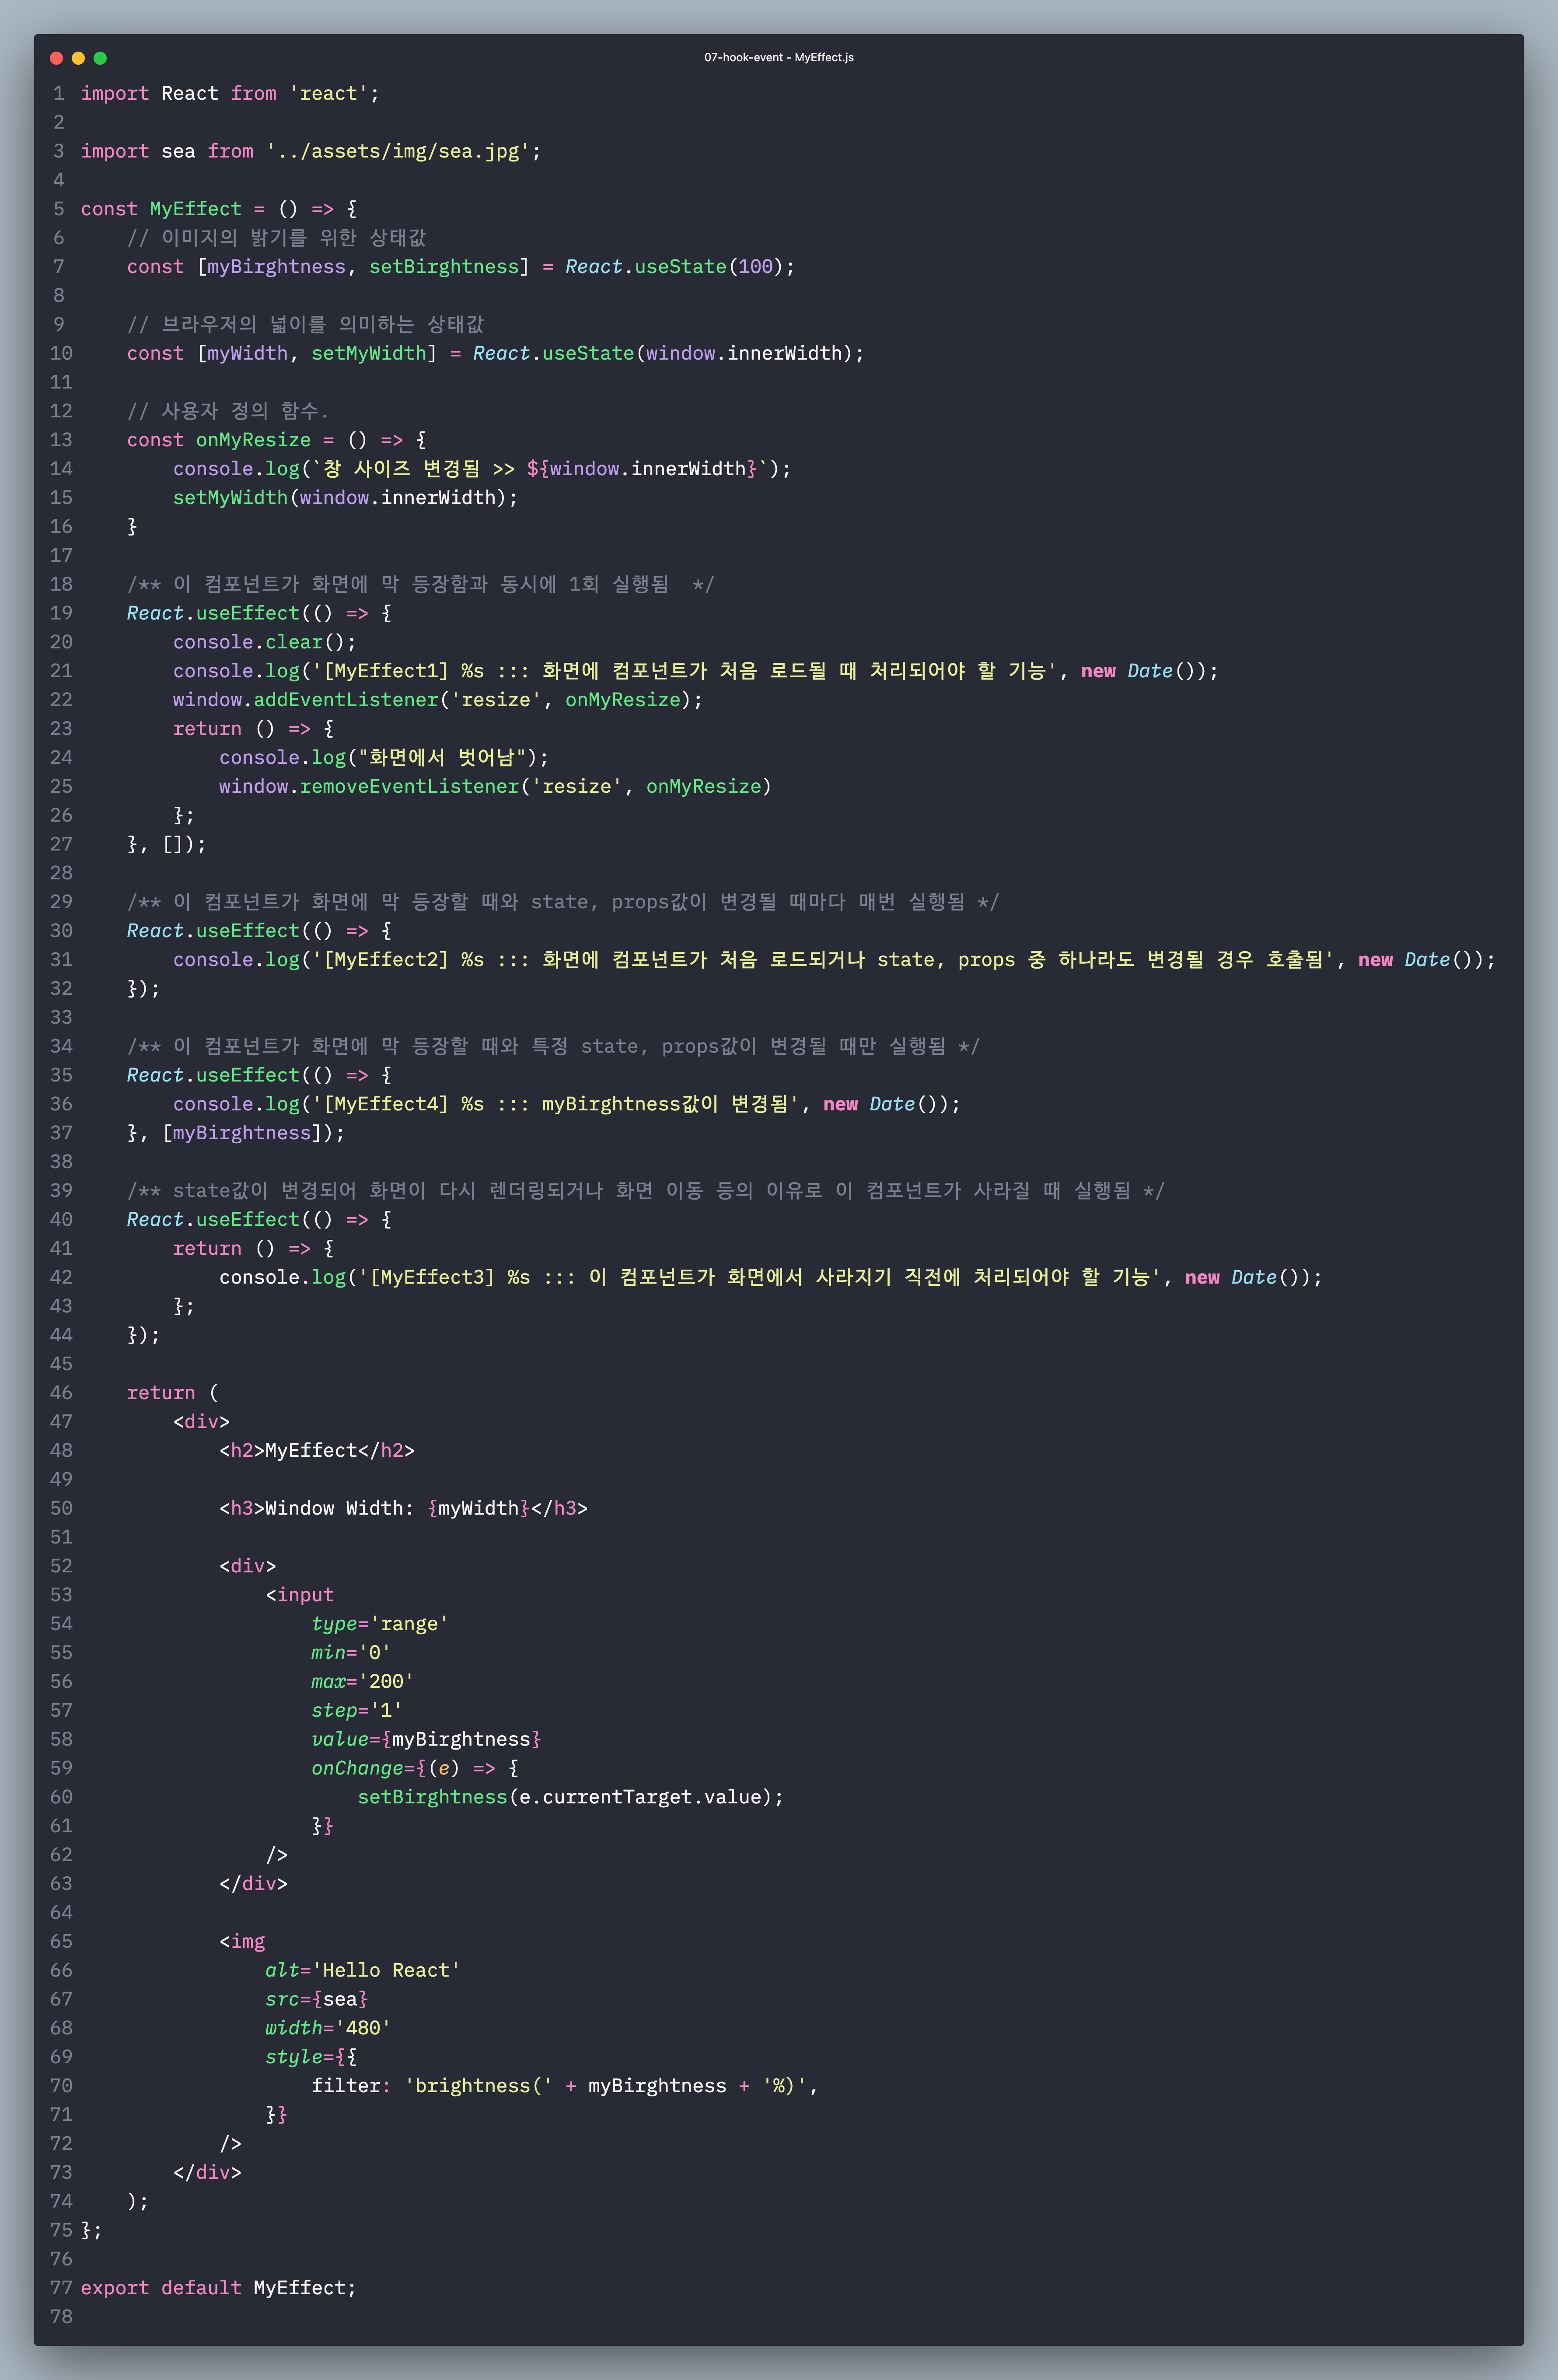 07-hook-event - MyEffect.js
1 import React from 'react';
2
3 import sea from '../assets/img/sea.jpg';
4
5 const MyEffect = () => {
6     // 이미지의 밝기를 위한 상태값
7     const [myBirghtness, setBirghtness] = React.useState(100);
8
9     // 브라우저의 넓이를 의미하는 상태값
10     const [myWidth, setMyWidth] = React.useState(window.innerWidth);
11
12     // 사용자 정의 함수.
13     const onMyResize = () => {
14         console.log(`창 사이즈 변경됨 >> ${window.innerWidth}`);
15         setMyWidth(window.innerWidth);
16     }
17
18     /** 이 컴포넌트가 화면에 막 등장함과 동시에 1회 실행됨  */
19     React.useEffect(() => {
20         console.clear();
21         console.log('[MyEffect1] %s ::: 화면에 컴포넌트가 처음 로드될 때 처리되어야 할 기능', new Date());
22         window.addEventListener('resize', onMyResize);
23         return () => {
24             console.log("화면에서 벗어남");
25             window.removeEventListener('resize', onMyResize)
26         };
27     }, []);
28
29     /** 이 컴포넌트가 화면에 막 등장할 때와 state, props값이 변경될 때마다 매번 실행됨 */
30     React.useEffect(() => {
31         console.log('[MyEffect2] %s ::: 화면에 컴포넌트가 처음 로드되거나 state, props 중 하나라도 변경될 경우 호출됨', new Date());
32     });
33
34     /** 이 컴포넌트가 화면에 막 등장할 때와 특정 state, props값이 변경될 때만 실행됨 */
35     React.useEffect(() => {
36         console.log('[MyEffect4] %s ::: myBirghtness값이 변경됨', new Date());
37     }, [myBirghtness]);
38
39     /** state값이 변경되어 화면이 다시 렌더링되거나 화면 이동 등의 이유로 이 컴포넌트가 사라질 때 실행됨 */
40     React.useEffect(() => {
41         return () => {
42             console.log('[MyEffect3] %s ::: 이 컴포넌트가 화면에서 사라지기 직전에 처리되어야 할 기능', new Date());
43         };
44     });
45
46     return (
47         <div>
48             <h2>MyEffect</h2>
49
50             <h3>Window Width: {myWidth}</h3>
51
52             <div>
53                 <input
54                     type='range'
55                     min='0'
56                     max='200'
57                     step='1'
58                     value={myBirghtness}
59                     onChange={(e) => {
60                         setBirghtness(e.currentTarget.value);
61                     }}
62                 />
63             </div>
64
65             <img
66                 alt='Hello React'
67                 src={sea}
68                 width='480'
69                 style={{
70                     filter: 'brightness(' + myBirghtness + '%)',
71                 }}
72             />
73         </div>
74     );
75 };
76
77 export default MyEffect;
78